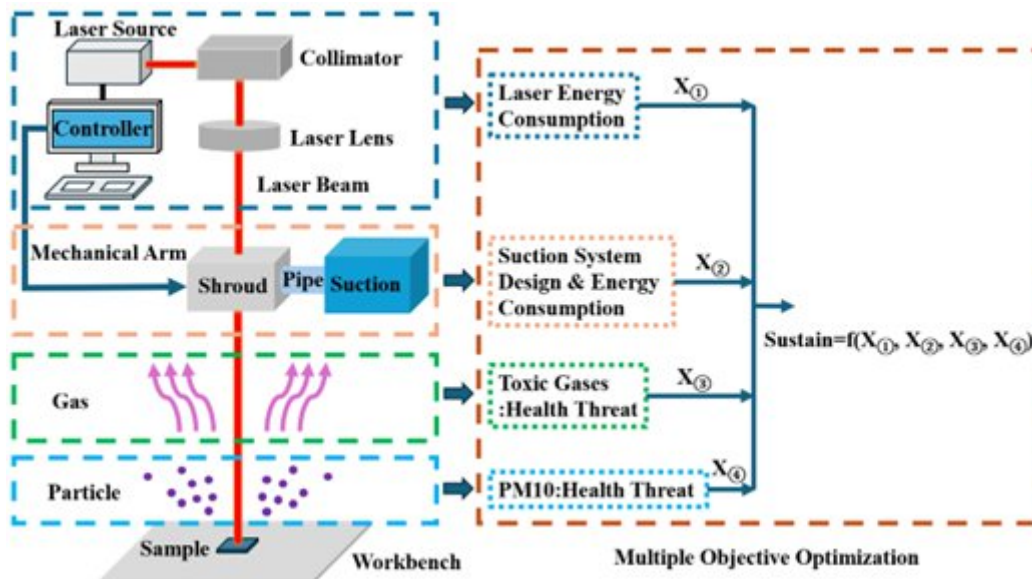 Laser Source
Collimator
Controller
Laser Lens
Laser Beam
Mechanical Arm
Shroud
Pipe
Suction
Gas
Particle
Sample
Workbench
Laser Energy
Consumption
X①
Suction System
Design & Energy
Consumption
X②
Sustain=f(X①, X②, X③, X④)
Toxic Gases
:Health Threat
X③
PM10:Health Threat
X④
Multiple Objective Optimization